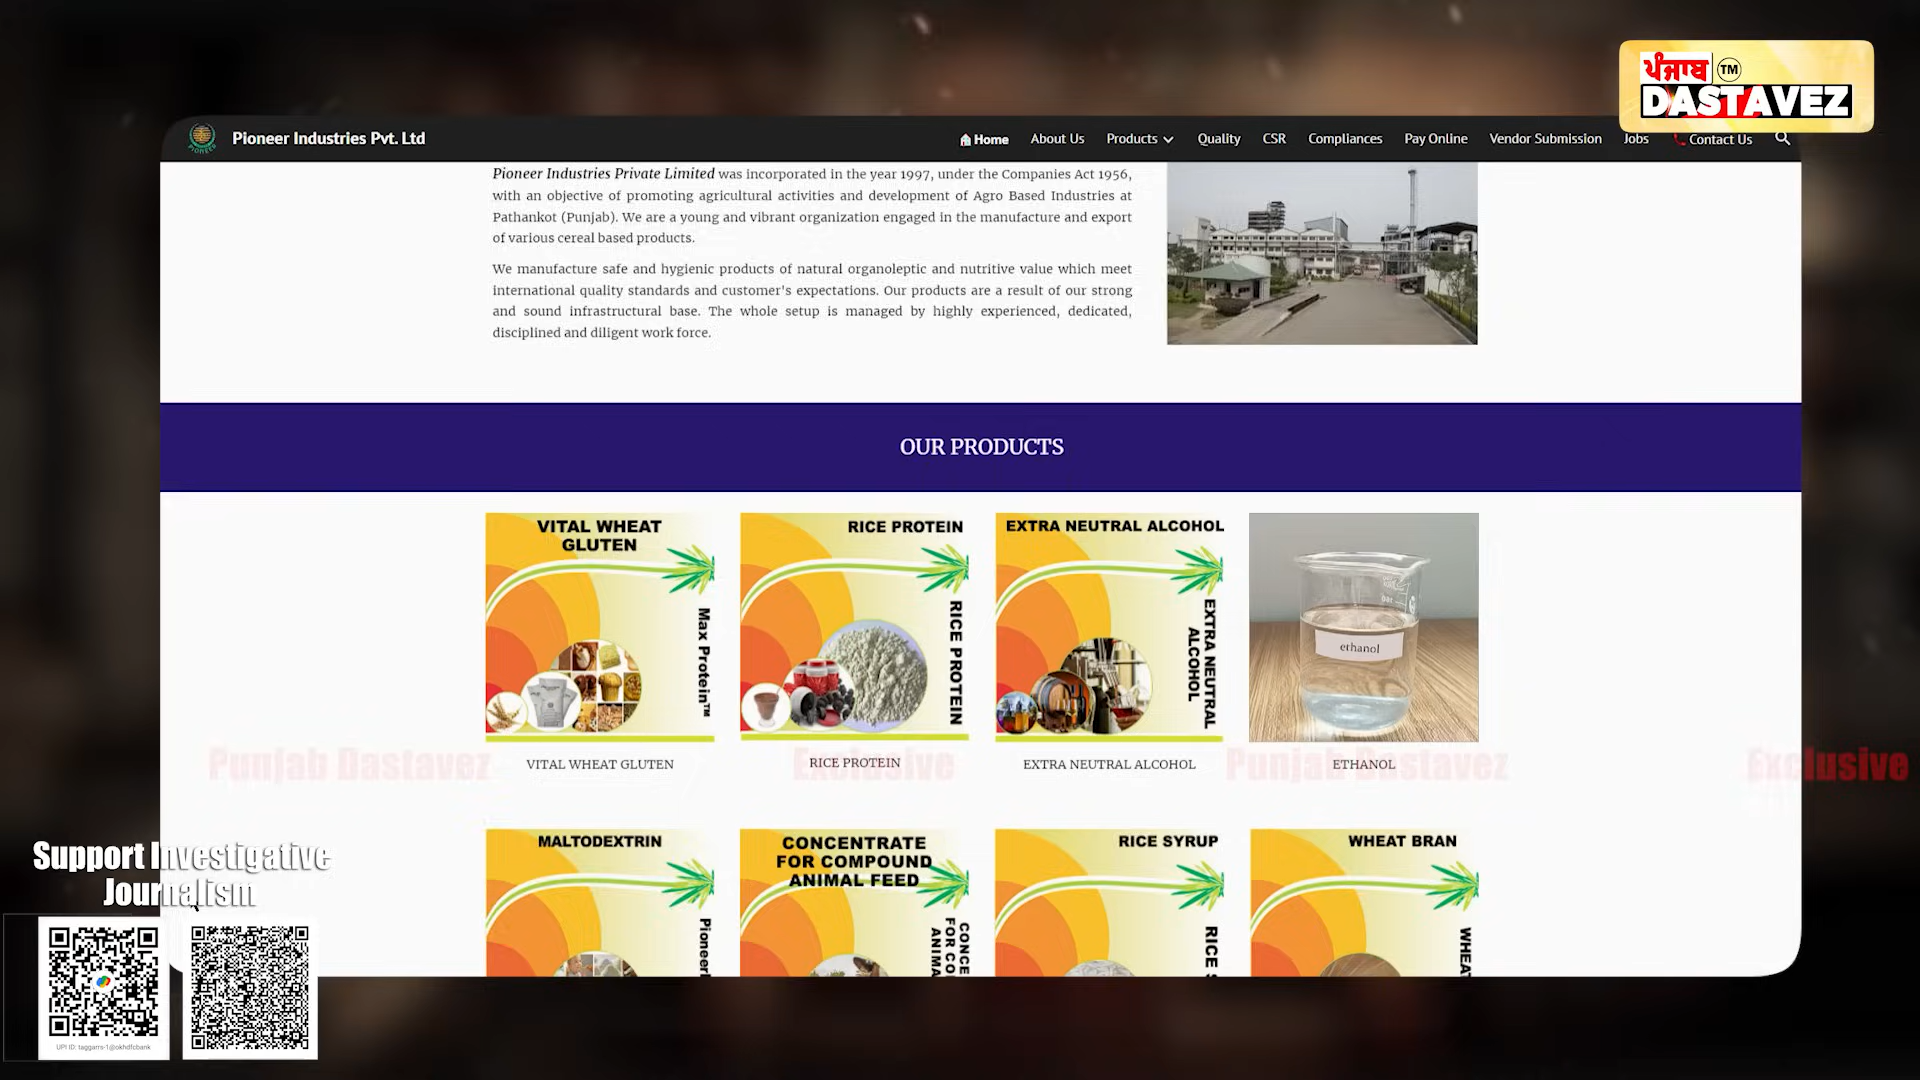 ਪੰਜਾਬ TM
DASTAVEZ
PIONEER
Pioneer Industries Pvt. Ltd
Home About Us Products Quality CSR Compliances Pay Online Vendor Submission Jobs Contact Us
Pioneer Industries Private Limited was incorporated in the year 1997, under the Companies Act 1956,
with an objective of promoting agricultural activities and development of Agro Based Industries at
Pathankot (Punjab). We are a young and vibrant organization engaged in the manufacture and export
of various cereal based products.
We manufacture safe and hygienic products of natural organoleptic and nutritive value which meet
international quality standards and customer's expectations. Our products are a result of our strong
and sound infrastructural base. The whole setup is managed by highly experienced, dedicated,
disciplined and diligent work force.
OUR PRODUCTS
VITAL WHEAT
GLUTEN
Max Protein™
RICE PROTEIN
RICE PROTEIN
EXTRA NEUTRAL ALCOHOL
EXTRA NEUTRAL
ALCOHOL
ethanol
VITAL WHEAT GLUTEN
RICE PROTEIN
EXTRA NEUTRAL ALCOHOL
ETHANOL
Punjab Dastavez Exclusive Punjab Dastavez Exclusive
MALTODEXTRIN
CONCENTRATE
FOR COMPOUND
ANIMAL FEED
RICE SYRUP
WHEAT BRAN
Support Investigative
Journalism
UPI ID: taggarrs-1@okhdfcbank